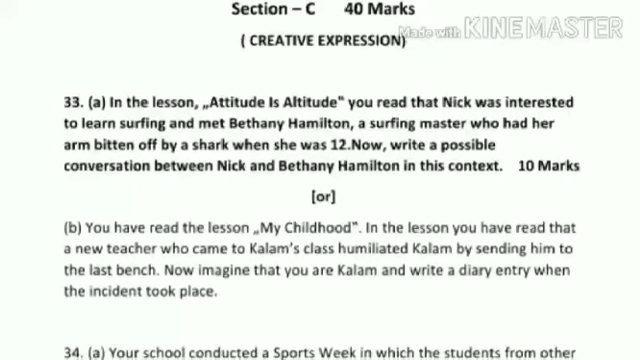 Section – C 40 Marks
( CREATIVE EXPRESSION)
Made with KINEMASTER
33. (a) In the lesson, „Attitude Is Altitude‟ you read that Nick was interested
to learn surfing and met Bethany Hamilton, a surfing master who had her
arm bitten off by a shark when she was 12.Now, write a possible
conversation between Nick and Bethany Hamilton in this context. 10 Marks
[or]
(b) You have read the lesson „My Childhood‟. In the lesson you have read that
a new teacher who came to Kalam's class humiliated Kalam by sending him to
the last bench. Now imagine that you are Kalam and write a diary entry when
the incident took place.
34. (a) Your school conducted a Sports Week in which the students from other